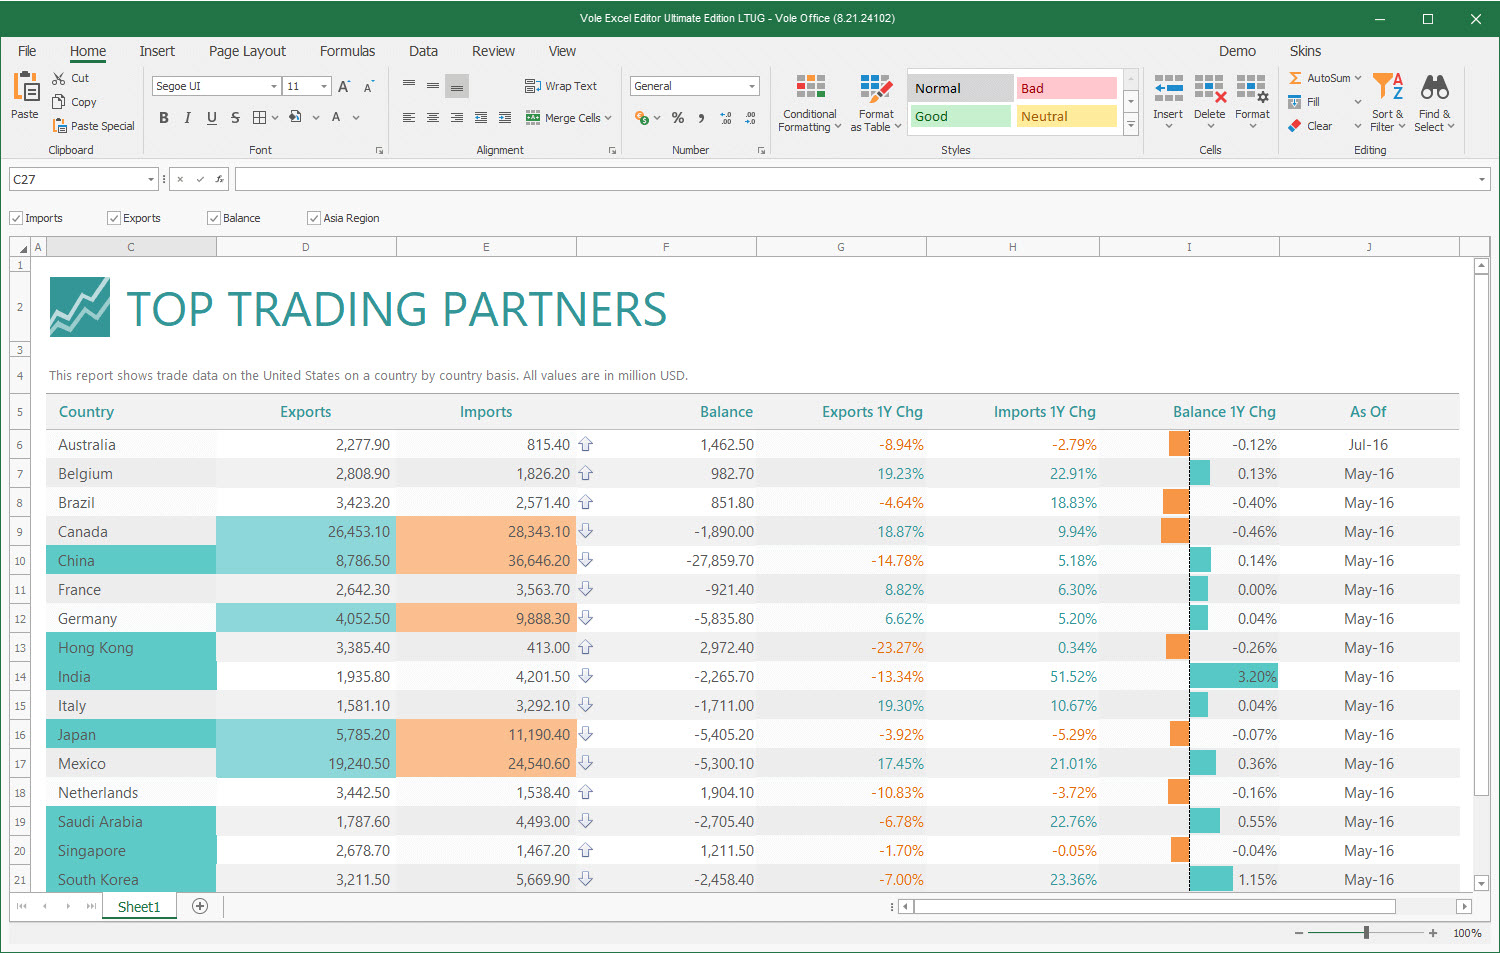 Vole Excel Editor Ultimate Edition LTUG - Vole Office (8.21.24102)
File Home Insert Page Layout Formulas Data Review View Demo Skins
Paste
Cut
Copy
Paste Special
Clipboard
Segoe UI 11
B I U S A
Font
Wrap Text
Merge Cells
Alignment
General
%
Number
Conditional Formatting
Format as Table
Normal Bad
Good Neutral
Styles
Insert Delete Format
Cells
AutoSum
Fill
Clear
Sort & Filter
Find & Select
Editing
C27
Imports Exports Balance Asia Region
A C D E F G H I J
1
2 TOP TRADING PARTNERS
3
4 This report shows trade data on the United States on a country by country basis. All values are in million USD.
5 Country Exports Imports Balance Exports 1Y Chg Imports 1Y Chg Balance 1Y Chg As Of
6 Australia 2,277.90 815.40 1,462.50 -8.94% -2.79% -0.12% Jul-16
7 Belgium 2,808.90 1,826.20 982.70 19.23% 22.91% 0.13% May-16
8 Brazil 3,423.20 2,571.40 851.80 -4.64% 18.83% -0.40% May-16
9 Canada 26,453.10 28,343.10 -1,890.00 18.87% 9.94% -0.46% May-16
10 China 8,786.50 36,646.20 -27,859.70 -14.78% 5.18% 0.14% May-16
11 France 2,642.30 3,563.70 -921.40 8.82% 6.30% 0.00% May-16
12 Germany 4,052.50 9,888.30 -5,835.80 6.62% 5.20% 0.04% May-16
13 Hong Kong 3,385.40 413.00 2,972.40 -23.27% 0.34% -0.26% May-16
14 India 1,935.80 4,201.50 -2,265.70 -13.34% 51.52% 3.20% May-16
15 Italy 1,581.10 3,292.10 -1,711.00 19.30% 10.67% 0.04% May-16
16 Japan 5,785.20 11,190.40 -5,405.20 -3.92% -5.29% -0.07% May-16
17 Mexico 19,240.50 24,540.60 -5,300.10 17.45% 21.01% 0.36% May-16
18 Netherlands 3,442.50 1,538.40 1,904.10 -10.83% -3.72% -0.16% May-16
19 Saudi Arabia 1,787.60 4,493.00 -2,705.40 -6.78% 22.76% 0.55% May-16
20 Singapore 2,678.70 1,467.20 1,211.50 -1.70% -0.05% -0.04% May-16
21 South Korea 3,211.50 5,669.90 -2,458.40 -7.00% 23.36% 1.15% May-16
Sheet1
100%